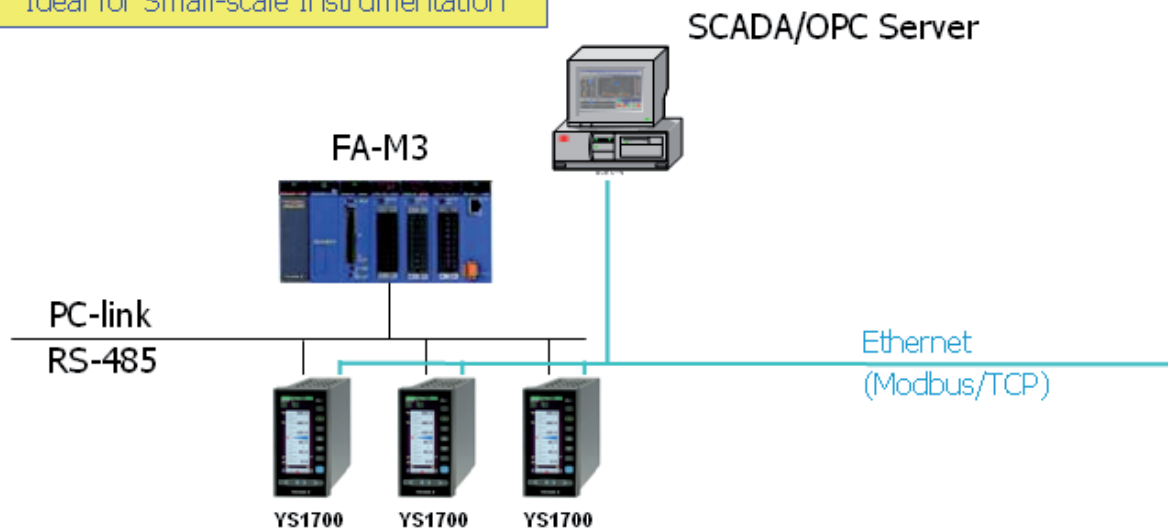 Ideal for Small-scale Instrumentation
SCADA/OPC Server
FA-M3
PC-link
RS-485
Ethernet
(Modbus/TCP)
YS1700
YS1700
YS1700